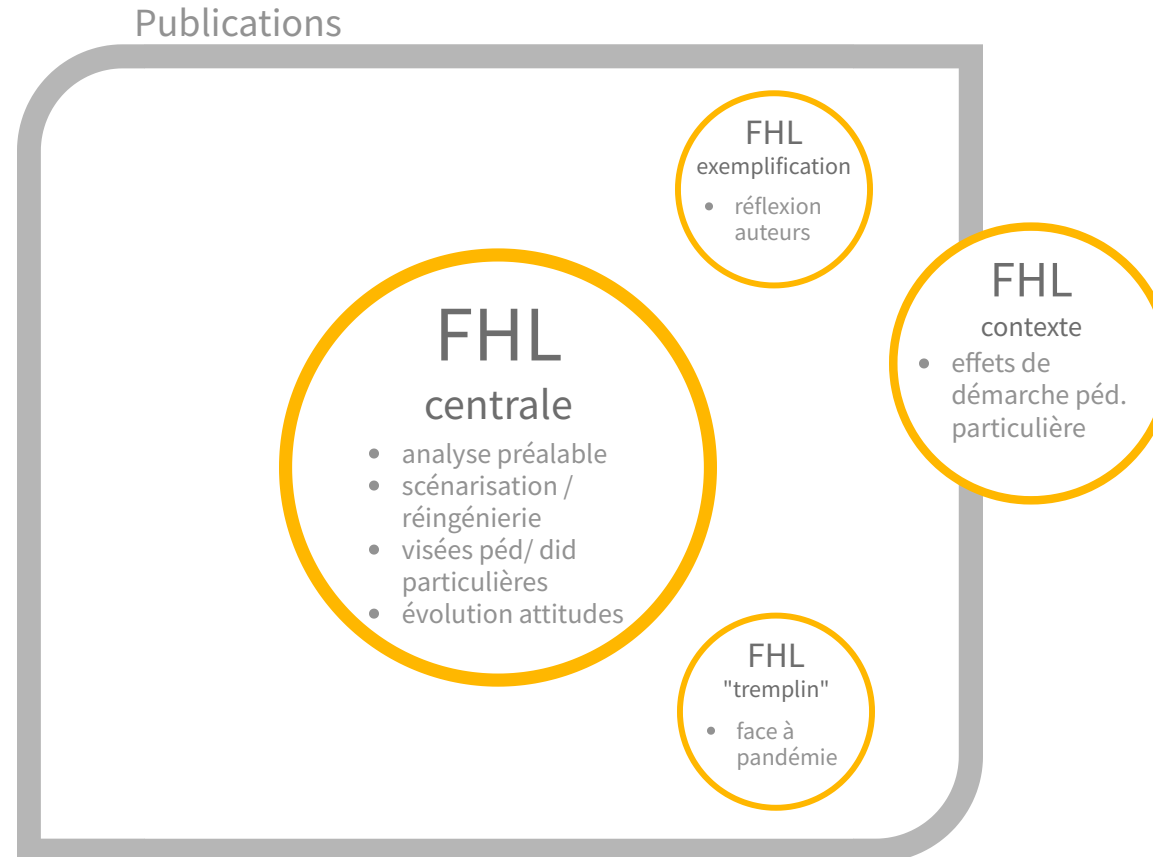 Publications
FHL
exemplification
• réflexion
auteurs
FHL
contexte
• effets de
démarche péd.
particulière
FHL
centrale
• analyse préalable
• scénarisation /
réingénierie
• visées péd/ did
particulières
• évolution attitudes
FHL
"tremplin"
• face à
pandémie